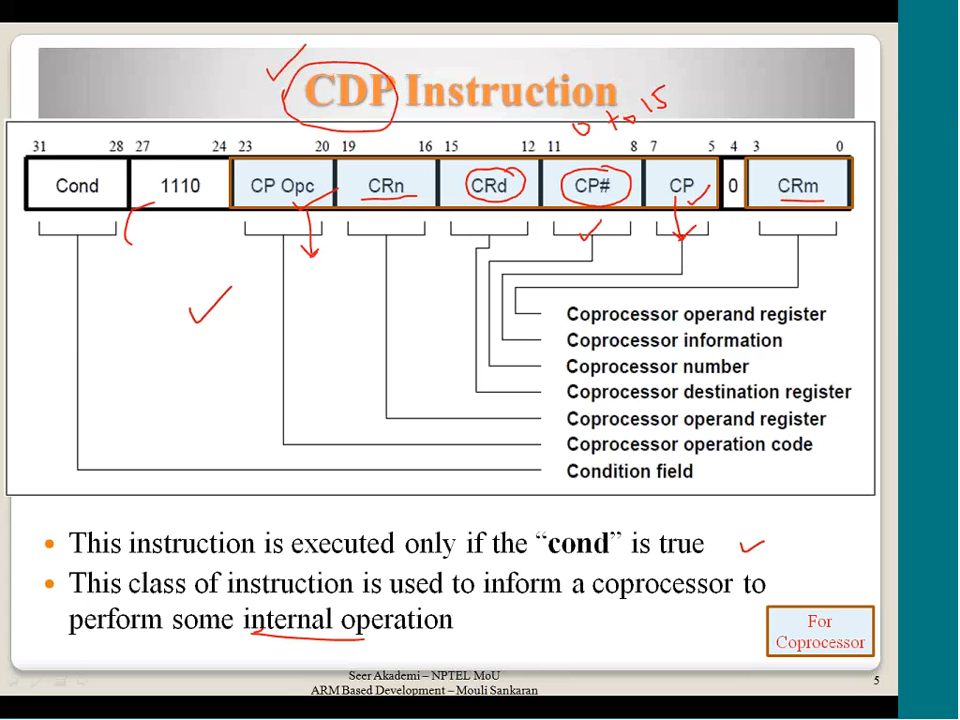 CDP Instruction
0 to 15
31 28 27 24 23 20 19 16 15 12 11 8 7 5 4 3 0
Cond 1110 CP Opc CRn CRd CP# CP 0 CRm
Coprocessor operand register
Coprocessor information
Coprocessor number
Coprocessor destination register
Coprocessor operand register
Coprocessor operation code
Condition field
• This instruction is executed only if the “cond” is true
• This class of instruction is used to inform a coprocessor to
perform some internal operation
For
Coprocessor
Seer Akademi – NPTEL MoU
ARM Based Development – Mouli Sankaran
5